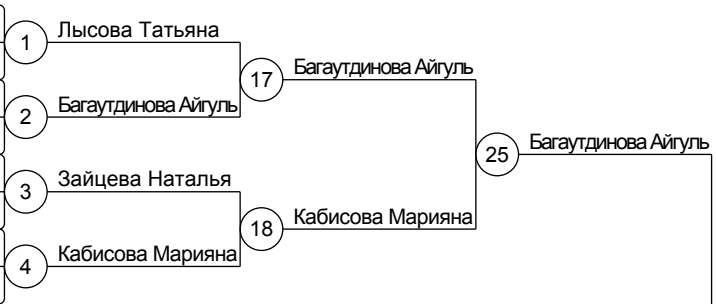 1 Лысова Татьяна
17 Багаутдинова Айгуль
2 Багаутдинова Айгуль
25 Багаутдинова Айгуль
3 Зайцева Наталья
18 Кабисова Марияна
4 Кабисова Марияна